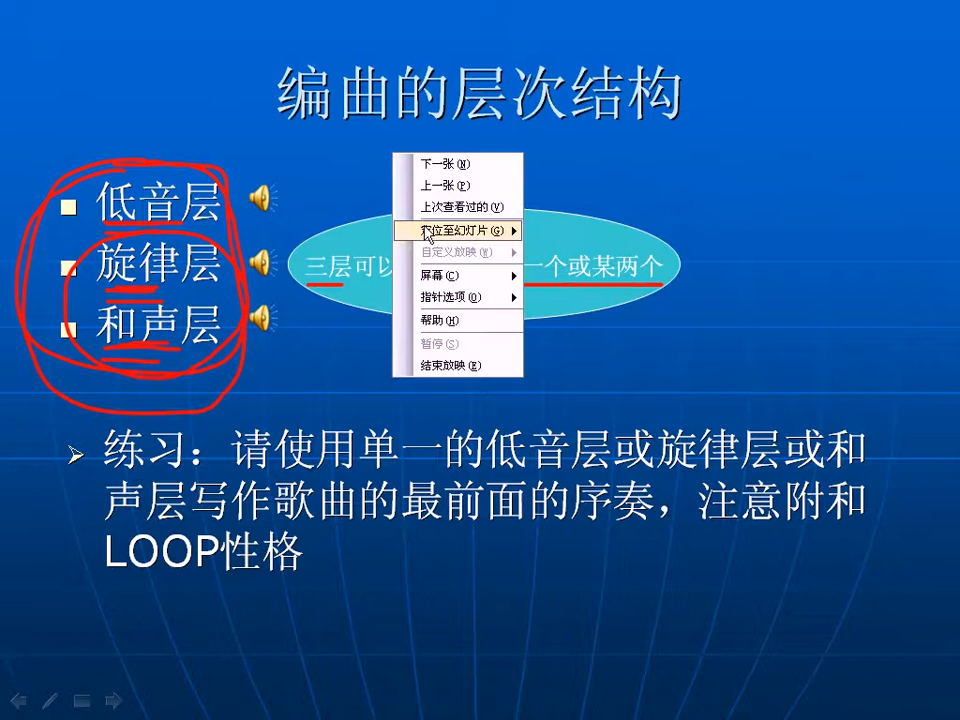 编曲的层次结构
低音层
旋律层
和声层
三层可以
一个或某两个
下一张(N)
上一张(P)
上次查看过的(V)
定位至幻灯片(G)
自定义放映(W)
屏幕(C)
指针选项(O)
帮助(H)
暂停(S)
结束放映(E)
练习：请使用单一的低音层或旋律层或和
声层写作歌曲的最前面的序奏，注意附和
LOOP性格